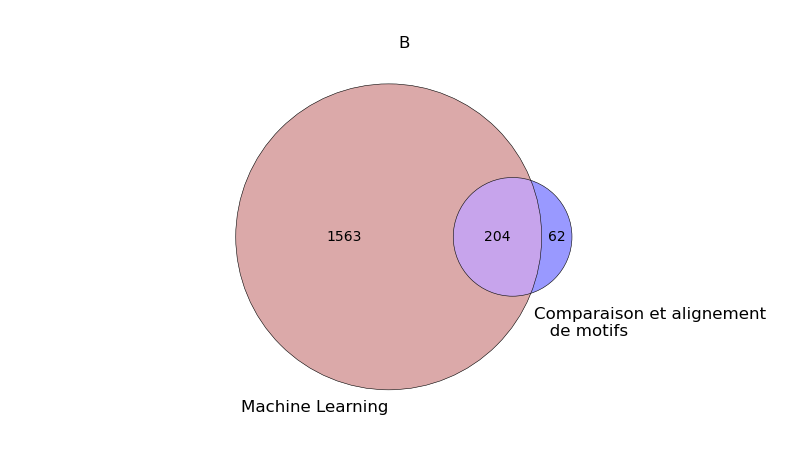 B
1563
204
62
Comparaison et alignement
de motifs
Machine Learning